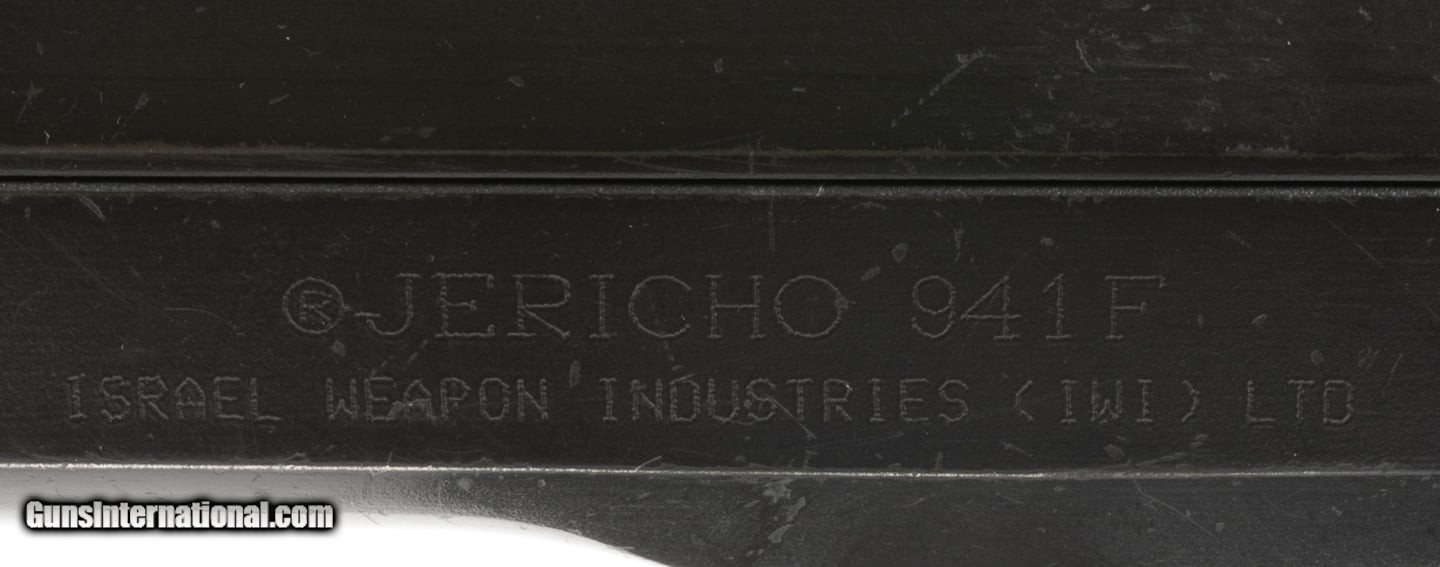 ®JERICHO 941F
ISRAEL WEAPON INDUSTRIES (IWI) LTD
GunsInternational.com